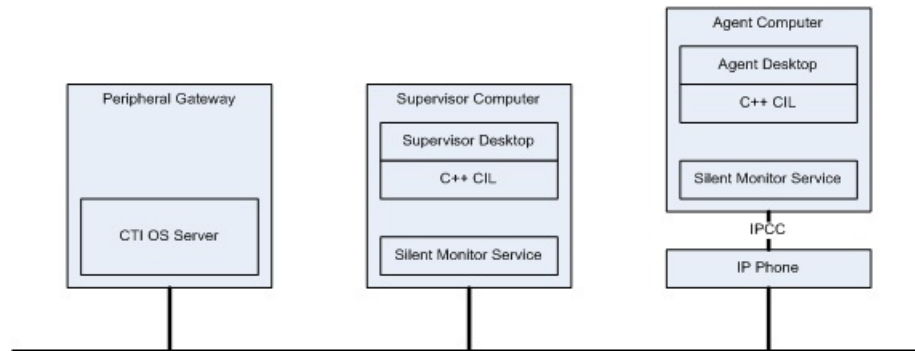 Peripheral Gateway
CTI OS Server
Supervisor Computer
Supervisor Desktop
C++ CIL
Silent Monitor Service
Agent Computer
Agent Desktop
C++ CIL
Silent Monitor Service
IPCC
IP Phone